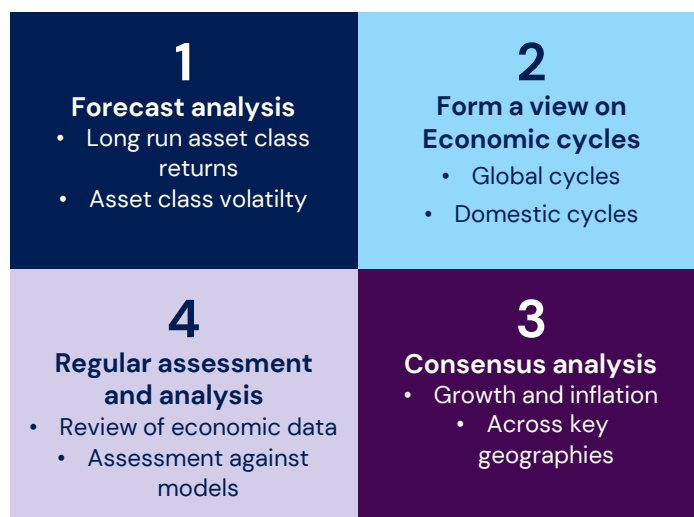 1
Forecast analysis
• Long run asset class
returns
• Asset class volatilty
2
Form a view on
Economic cycles
• Global cycles
• Domestic cycles
4
Regular assessment
and analysis
• Review of economic data
• Assessment against
models
3
Consensus analysis
• Growth and inflation
• Across key
geographies